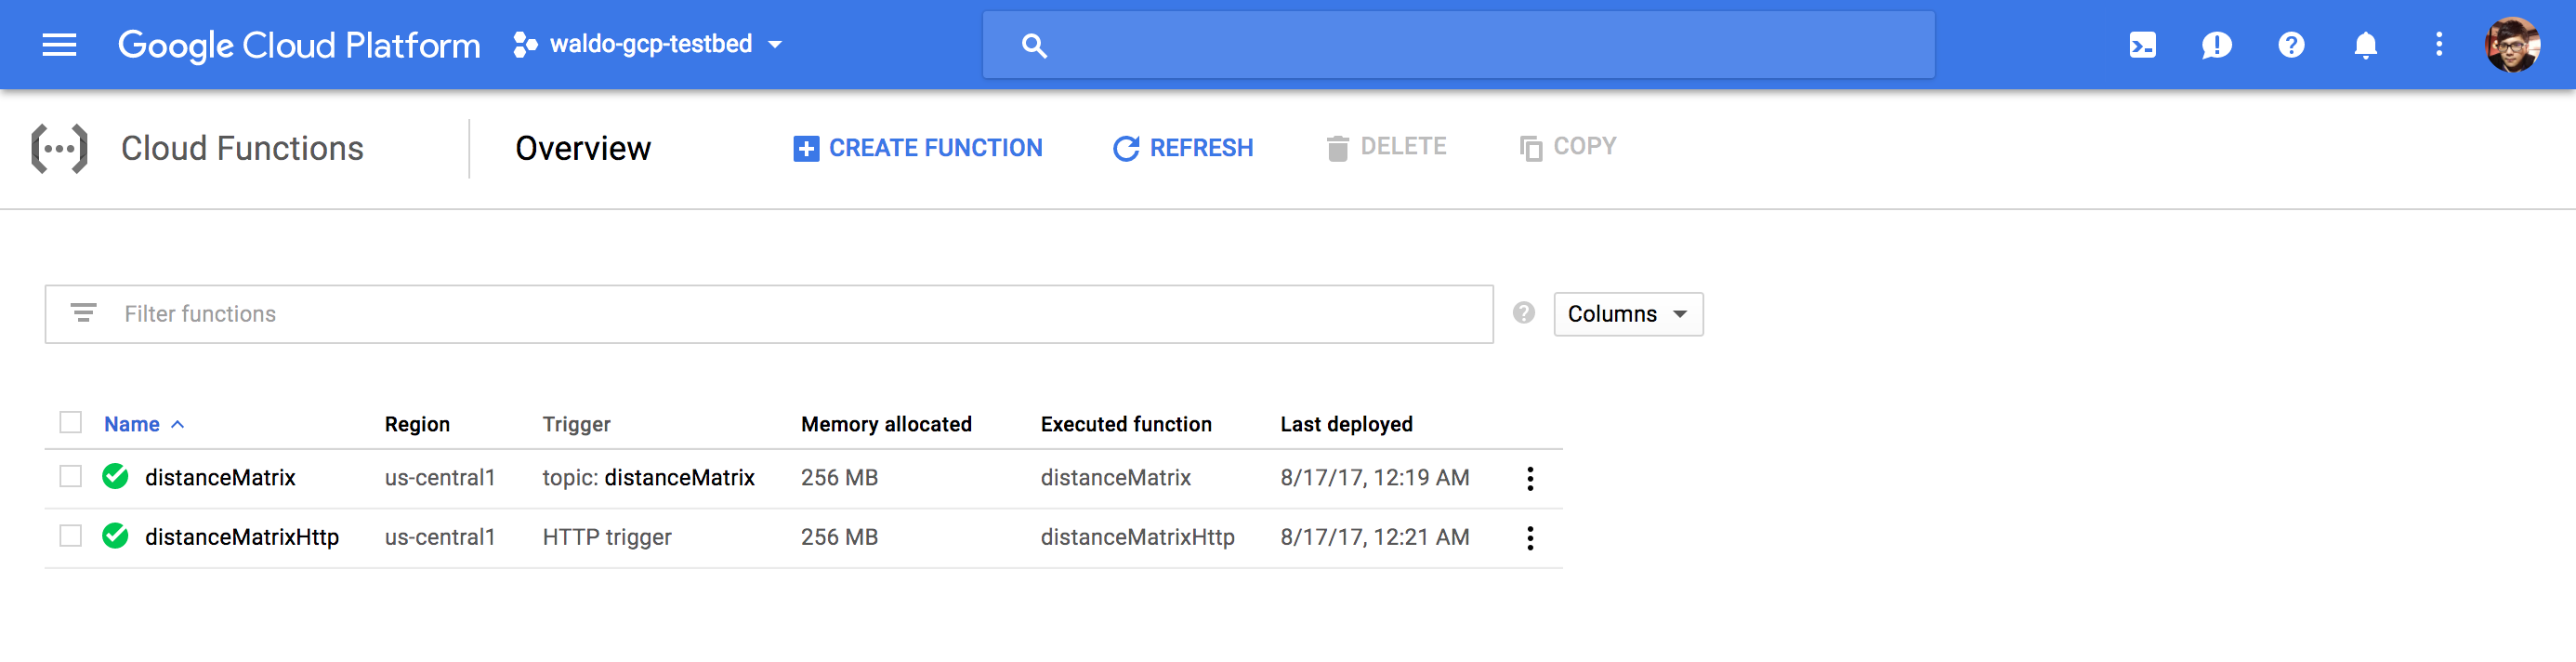 Google Cloud Platform waldo-gcp-testbed
Cloud Functions Overview CREATE FUNCTION REFRESH DELETE COPY
Filter functions Columns
Name Region Trigger Memory allocated Executed function Last deployed
distanceMatrix us-central1 topic: distanceMatrix 256 MB distanceMatrix 8/17/17, 12:19 AM
distanceMatrixHttp us-central1 HTTP trigger 256 MB distanceMatrixHttp 8/17/17, 12:21 AM